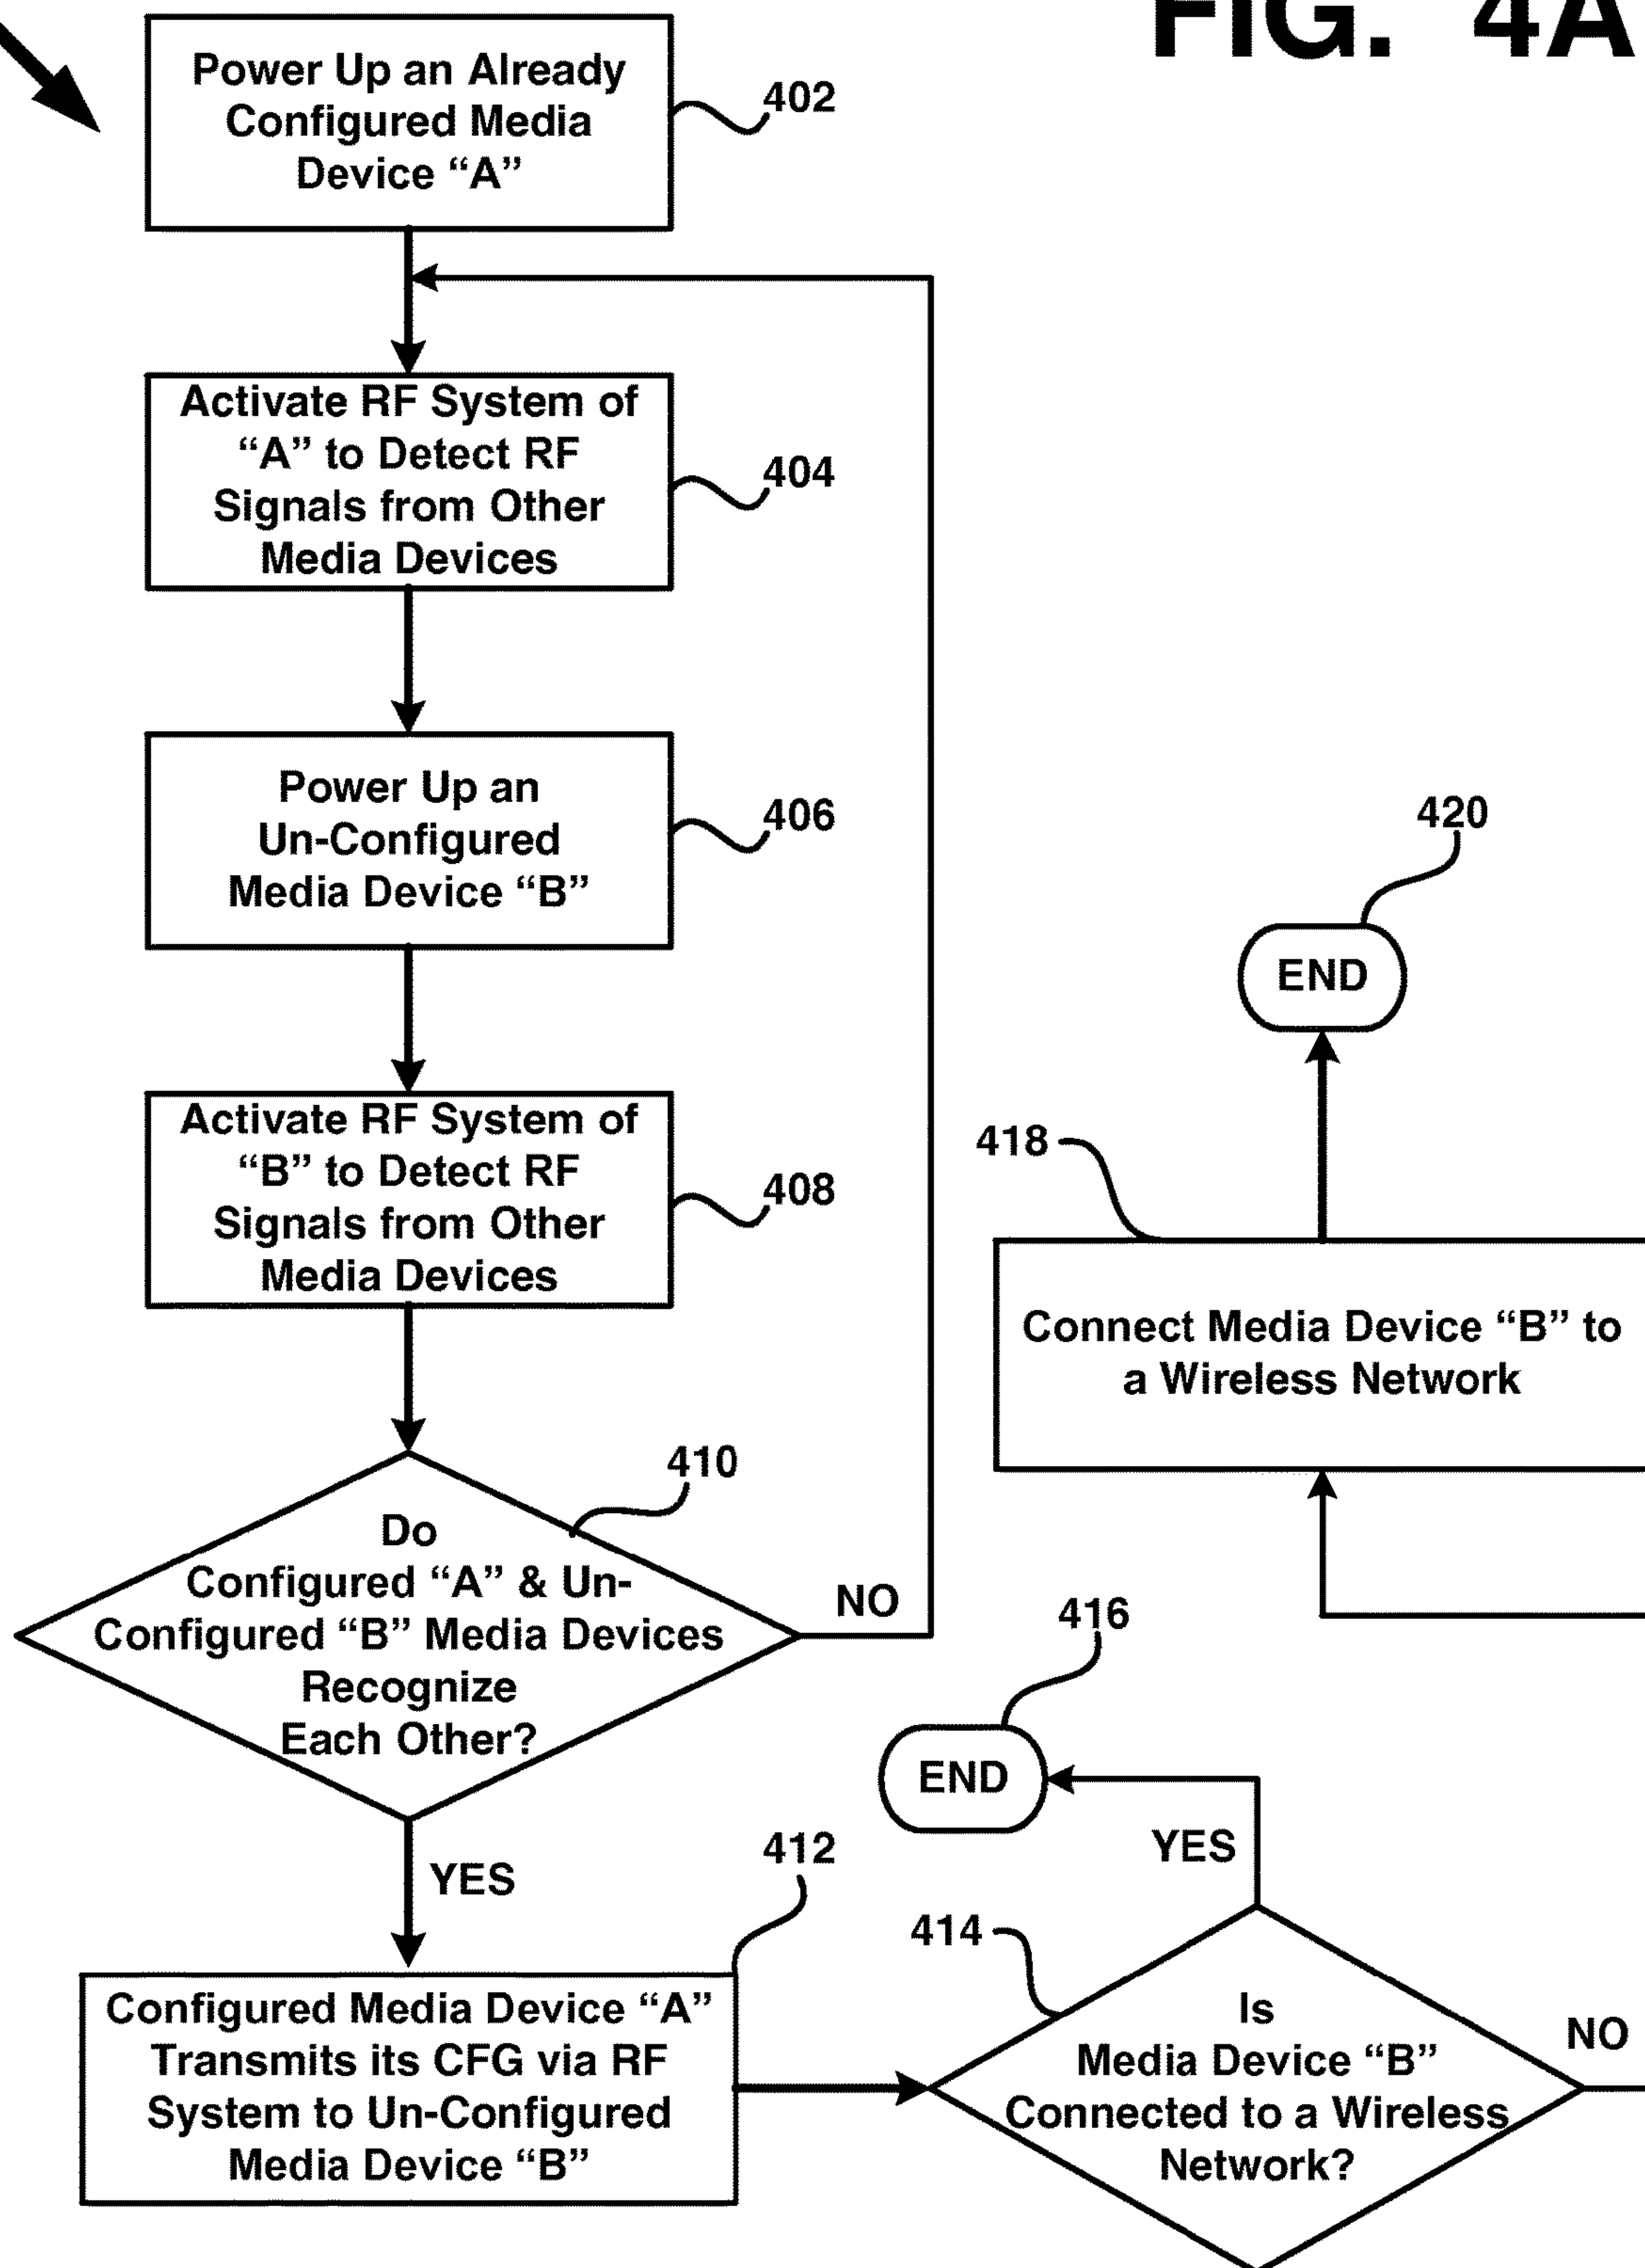 FIG. 4A
Power Up an Already
Configured Media
Device “A”
402
Activate RF System of
“A” to Detect RF
Signals from Other
Media Devices
404
Power Up an
Un-Configured
Media Device “B”
406
Activate RF System of
“B” to Detect RF
Signals from Other
Media Devices
408
Do
Configured “A” & Un-
Configured “B” Media Devices
Recognize
Each Other?
410
NO
YES
Configured Media Device “A”
Transmits its CFG via RF
System to Un-Configured
Media Device “B”
412
Is
Media Device “B”
Connected to a Wireless
Network?
414
YES
NO
END
416
Connect Media Device “B” to
a Wireless Network
418
END
420